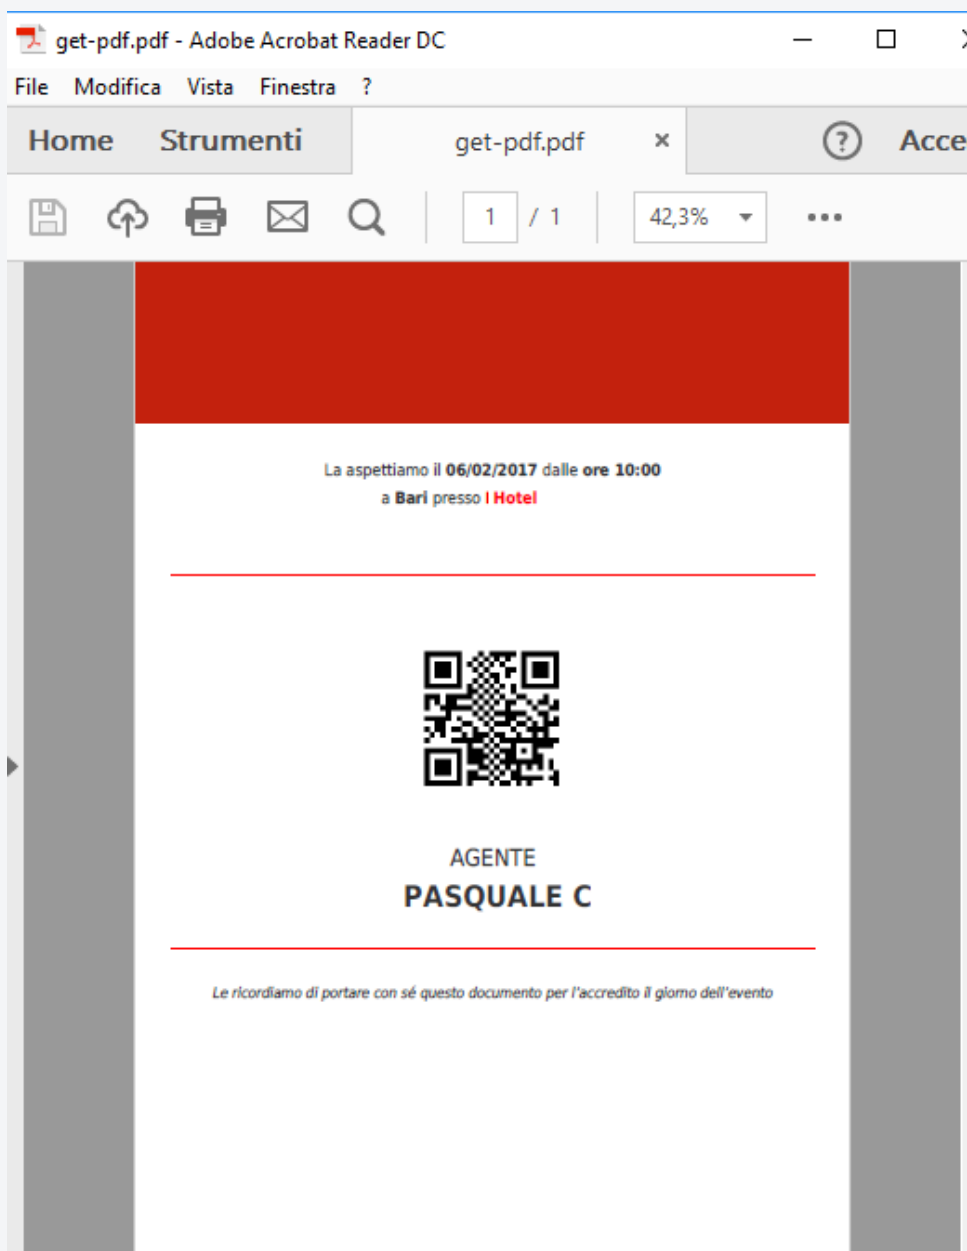 get-pdf.pdf - Adobe Acrobat Reader DC
File Modifica Vista Finestra ?
Home Strumenti get-pdf.pdf × ? Acce
1 / 1 42,3%
La aspettiamo il 06/02/2017 dalle ore 10:00
a Bari presso l Hotel
AGENTE
PASQUALE C
Le ricordiamo di portare con sé questo documento per l'accredito il giorno dell'evento